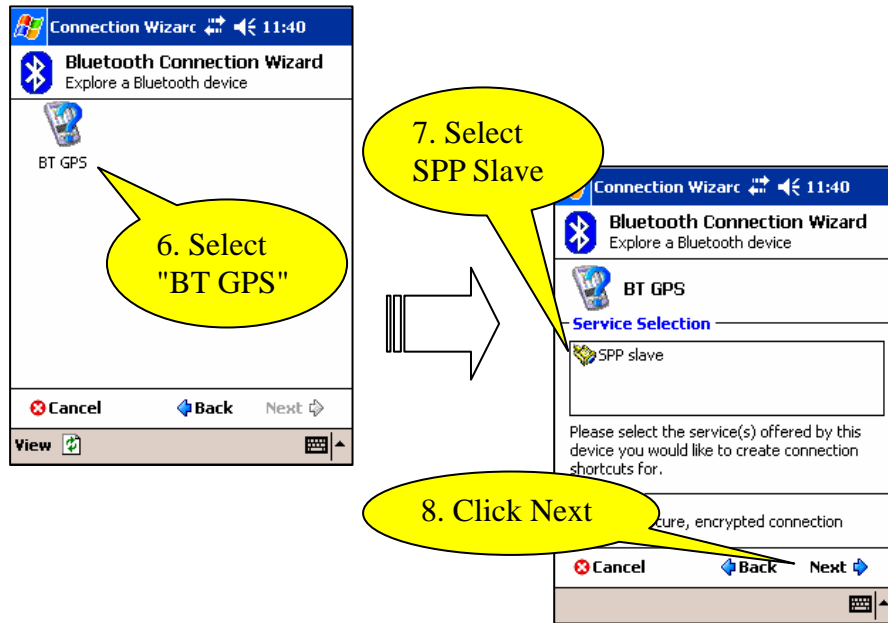 Connection Wizarc 11:40
Bluetooth Connection Wizard
Explore a Bluetooth device
BT GPS
6. Select
"BT GPS"
Cancel Back Next
View
7. Select
SPP Slave
Connection Wizarc 11:40
Bluetooth Connection Wizard
Explore a Bluetooth device
BT GPS
Service Selection
SPP slave
Please select the service(s) offered by this
device you would like to create connection
shortcuts for.
8. Click Next
encrypted connection
Cancel Back Next